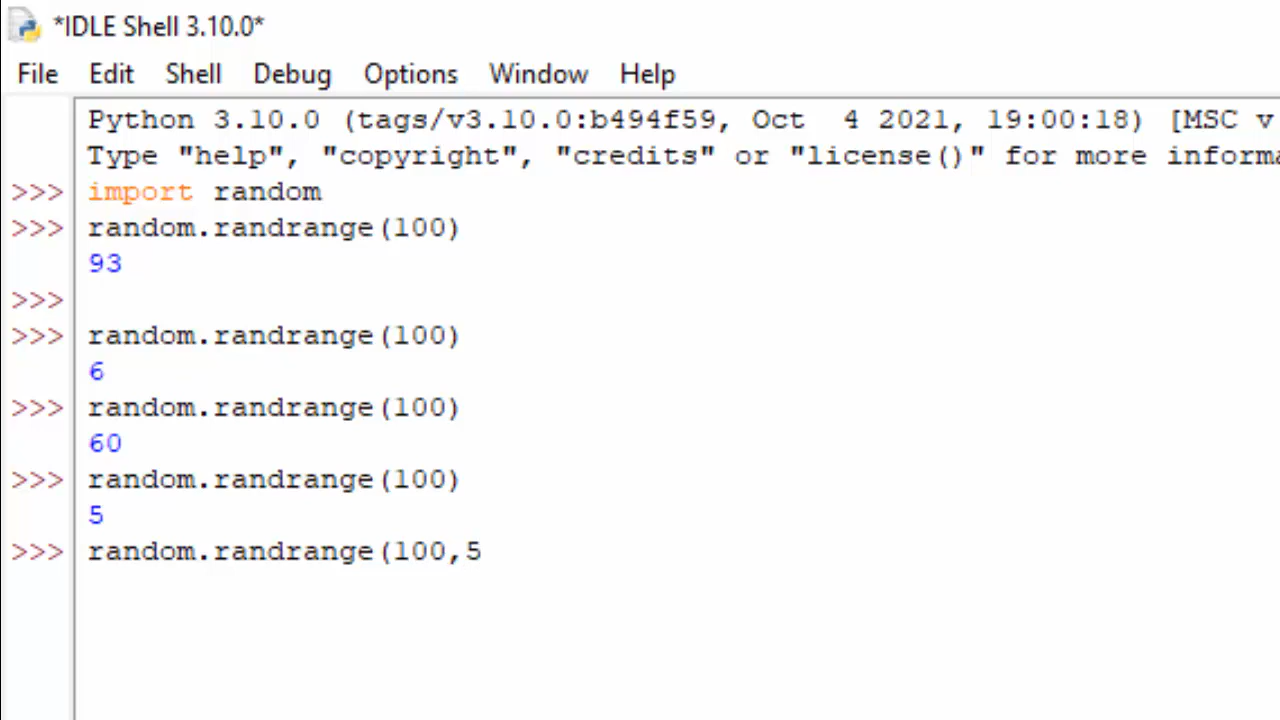 *IDLE Shell 3.10.0*
File Edit Shell Debug Options Window Help
Python 3.10.0 (tags/v3.10.0:b494f59, Oct  4 2021, 19:00:18) [MSC v
Type "help", "copyright", "credits" or "license()" for more informa
>>> import random
>>> random.randrange(100)
93
>>>
>>> random.randrange(100)
6
>>> random.randrange(100)
60
>>> random.randrange(100)
5
>>> random.randrange(100,5